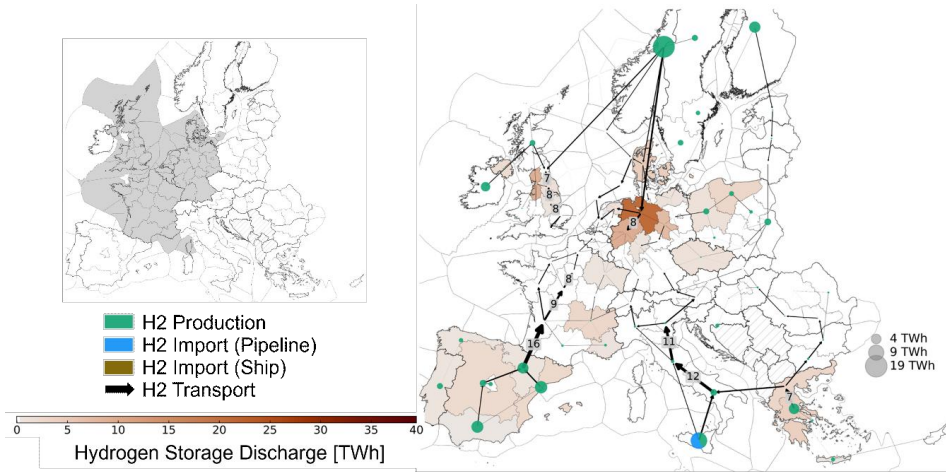 H2 Production
H2 Import (Pipeline)
H2 Import (Ship)
H2 Transport
0 5 10 15 20 25 30 35 40
Hydrogen Storage Discharge [TWh]
7
8
8
8
8
9
16
11
12
7
4 TWh
9 TWh
19 TWh